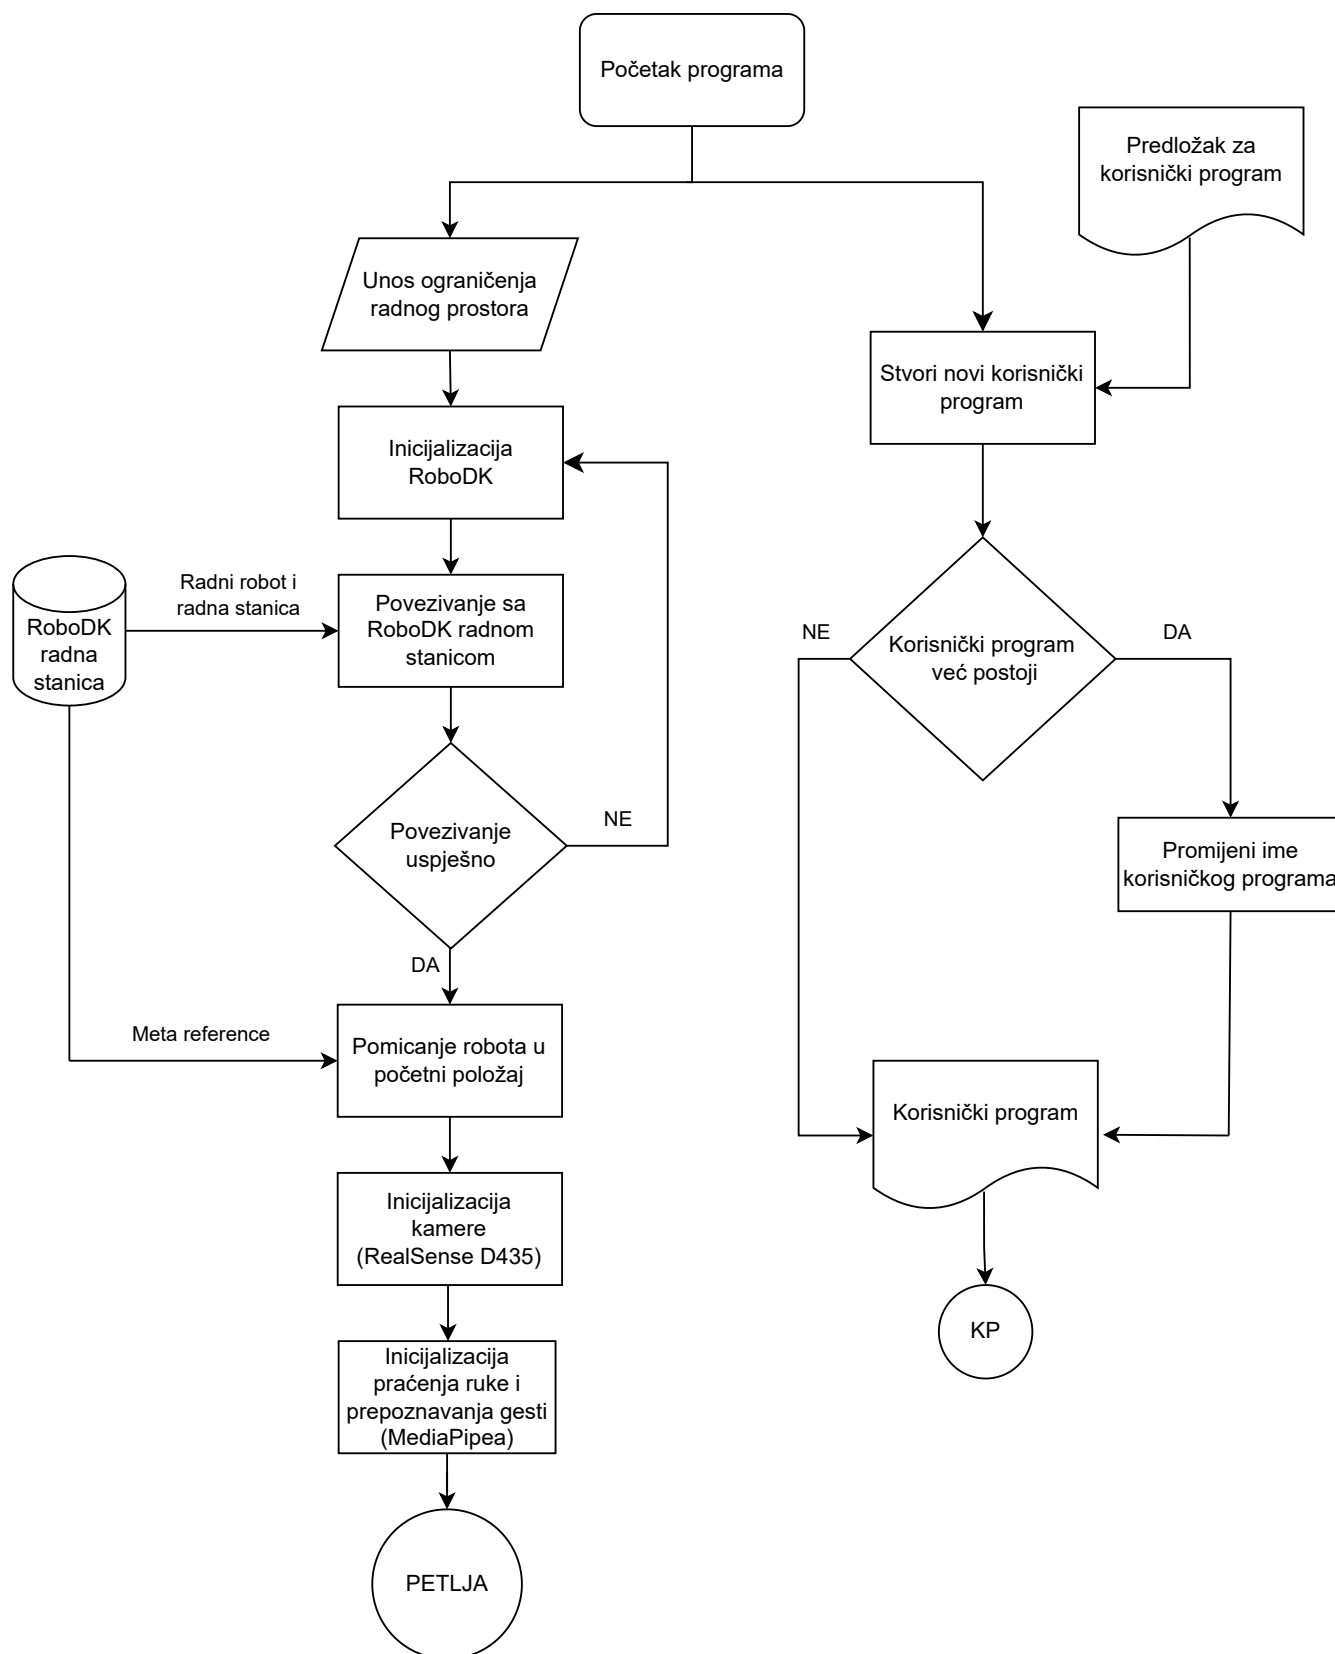 Početak programa
Predložak za
korisnički program
Unos ograničenja
radnog prostora
Stvori novi korisnički
program
Inicijalizacija
RoboDK
Radni robot i
radna stanica
RoboDK
radna
stanica
Povezivanje sa
RoboDK radnom
stanicom
NE
Korisnički program
već postoji
DA
Povezivanje
uspješno
NE
Promijeni ime
korisničkog programa
DA
Meta reference
Pomicanje robota u
početni položaj
Korisnički program
Inicijalizacija
kamere
(RealSense D435)
KP
Inicijalizacija
praćenja ruke i
prepoznavanja gesti
(MediaPipea)
PETLJA